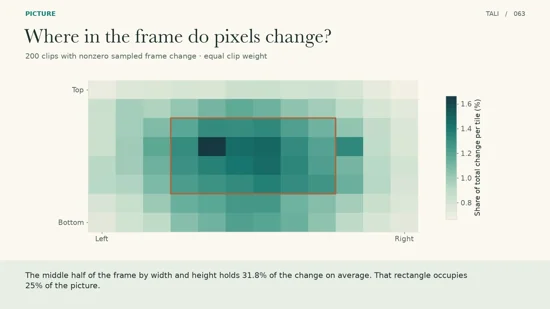 PICTURE
TALI / 063
Where in the frame do pixels change?
200 clips with nonzero sampled frame change · equal clip weight
Top
Bottom
Left
Right
1.6
1.4
1.2
1.0
0.8
Share of total change per tile (%)
The middle half of the frame by width and height holds 31.8% of the change on average. That rectangle occupies
25% of the picture.